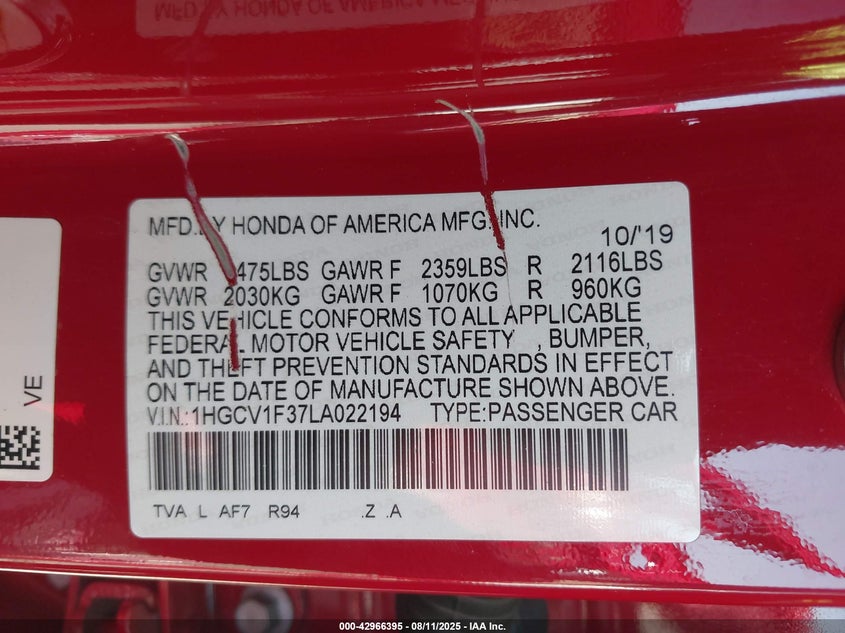 MFD. BY HONDA OF AMERICA MFG. INC.
10/'19
GVWR 475LBS GAWR F 2359LBS R 2116LBS
GVWR 2030KG GAWR F 1070KG R 960KG
THIS VEHICLE CONFORMS TO ALL APPLICABLE
FEDERAL MOTOR VEHICLE SAFETY , BUMPER,
AND THEFT PREVENTION STANDARDS IN EFFECT
ON THE DATE OF MANUFACTURE SHOWN ABOVE.
V.I.N.:1HGCV1F37LA022194 TYPE:PASSENGER CAR
TVA L AF7 R94 .Z .A
VE
000-42966395 - 08/11/2025 - IAA Inc.